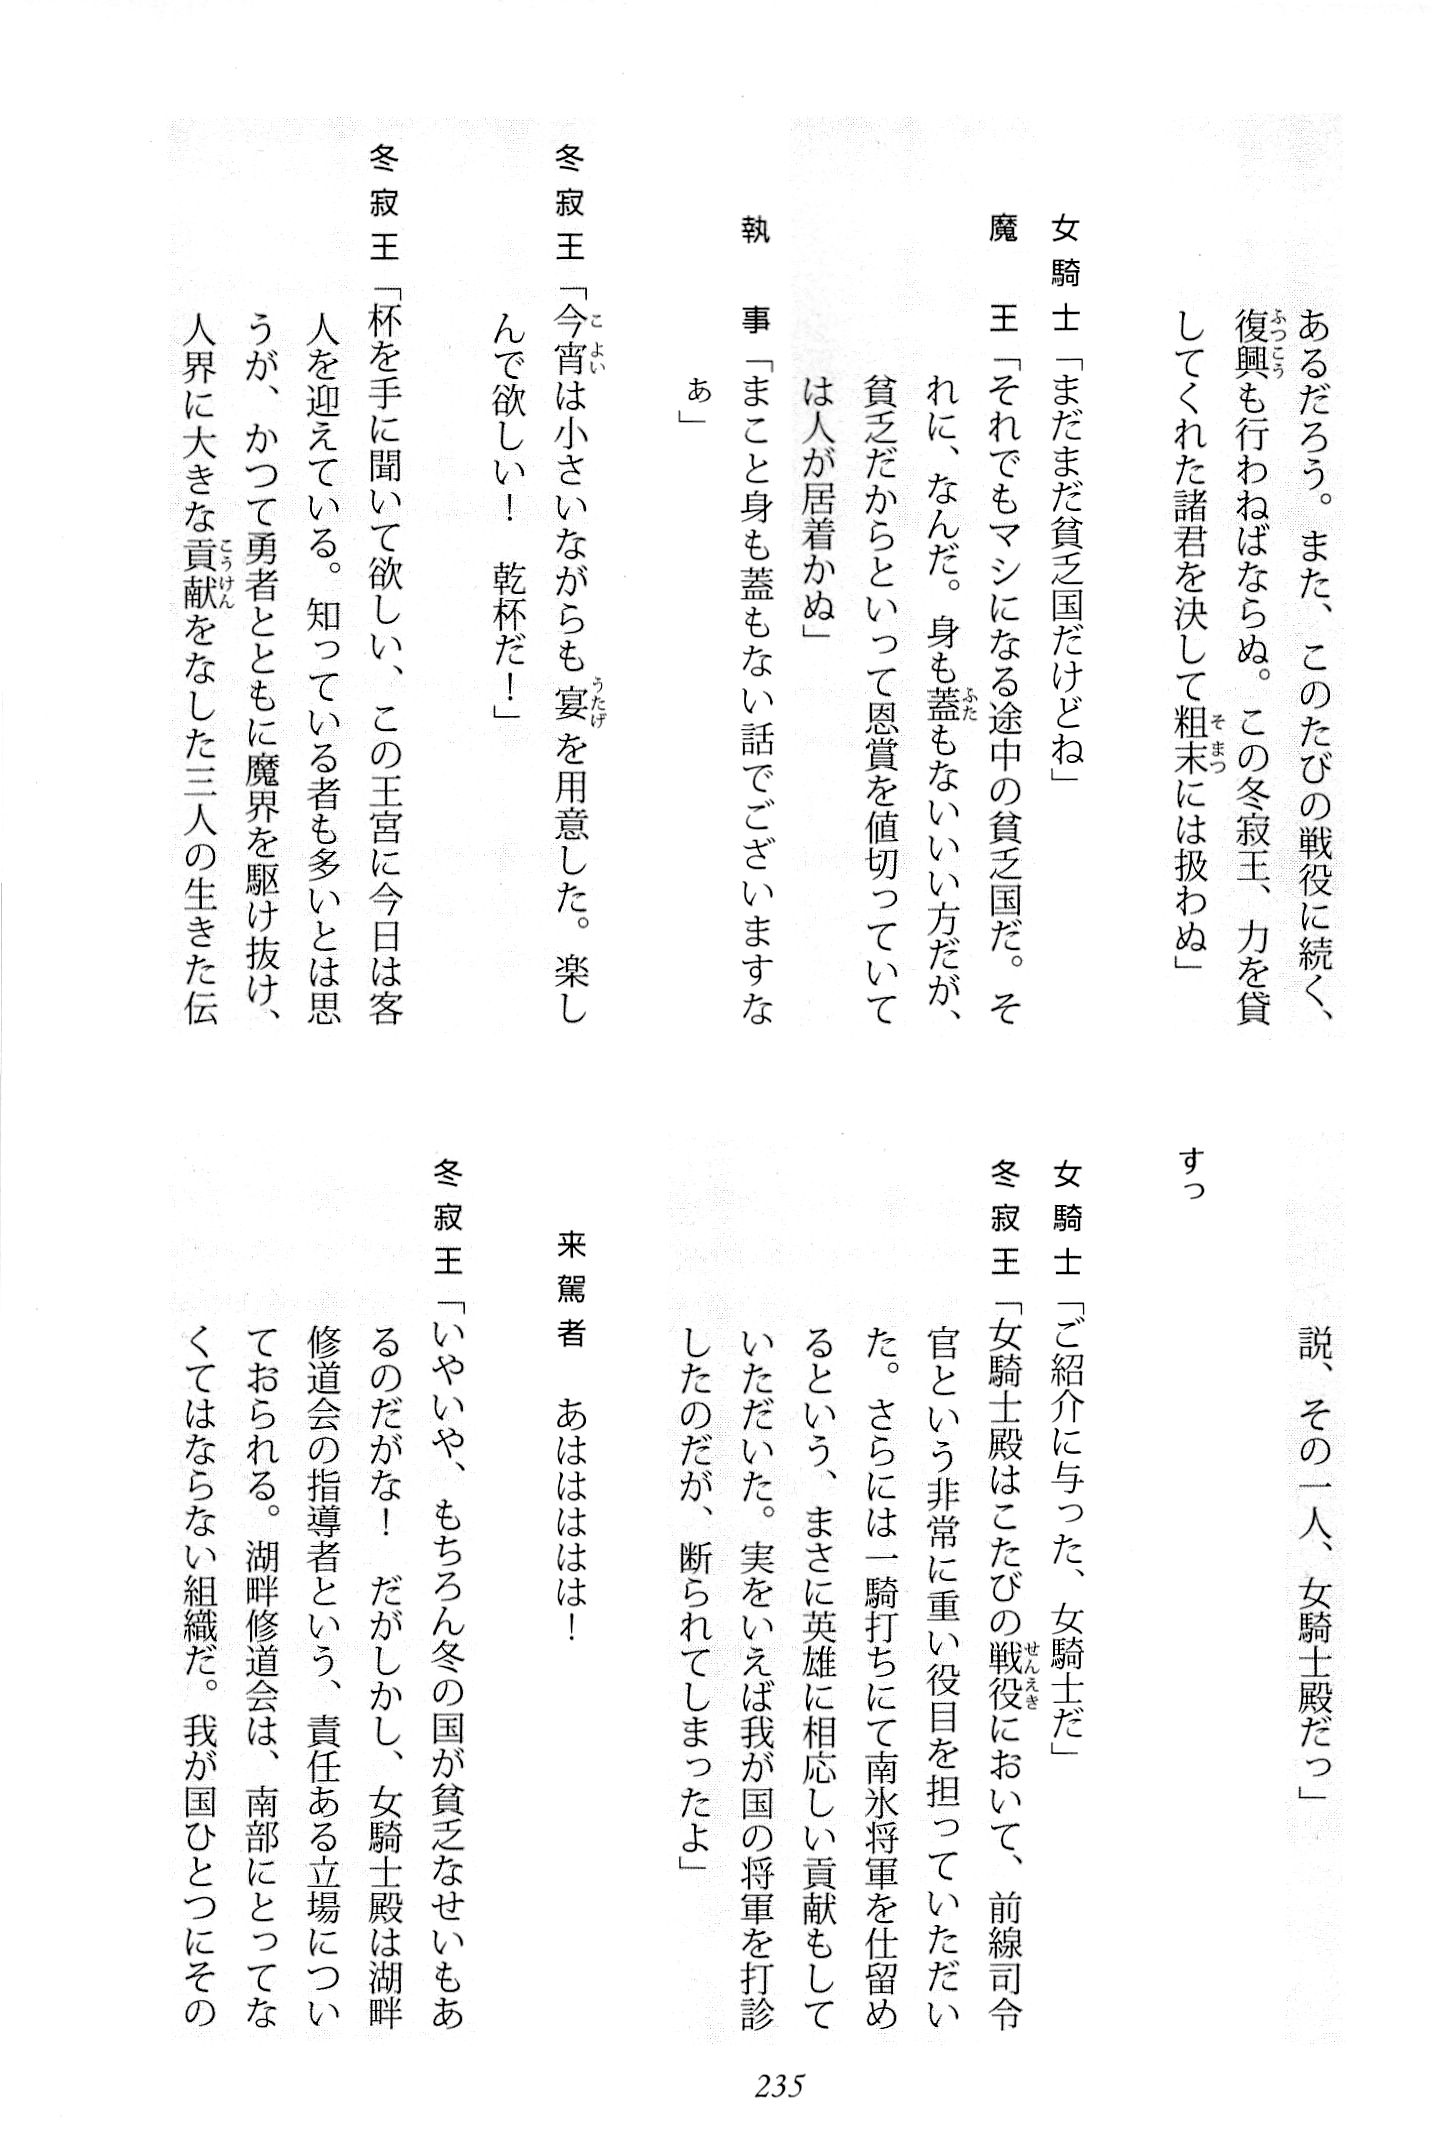 あるだろう。また、このたびの戦役に続く、
復興も行わねばならぬ。この冬寂王、力を貸
してくれた諸君を決して粗末には扱わぬ」
女騎士「まだまだ貧乏国だけどね」
魔　王「それでもマシになる途中の貧乏国だ。そ
れに、なんだ。身も蓋もないいい方だが、
貧乏だからといって恩賞を値切っていて
は人が居着かぬ」
執　事「まこと身も蓋もない話でございますな
ぁ」
冬寂王「今宵は小さいながらも宴を用意した。楽し
んで欲しい！　乾杯だ！」
冬寂王「杯を手に聞いて欲しい、この王宮に今日は客
人を迎えている。知っている者も多いとは思
うが、かつて勇者とともに魔界を駆け抜け、
人界に大きな貢献をなした三人の生きた伝
説、その一人、女騎士殿だっ」
すっ
女騎士「ご紹介に与った、女騎士だ」
冬寂王「女騎士殿はこたびの戦役において、前線司令
官という非常に重い役目を担っていただい
た。さらには一騎打ちにて南氷将軍を仕留め
るという、まさに英雄に相応しい貢献もして
いただいた。実をいえば我が国の将軍を打診
したのだが、断られてしまったよ」
来駕者　あはははははは！
冬寂王「いやいや、もちろん冬の国が貧乏なせいもあ
るのだがな！　だがしかし、女騎士殿は湖畔
修道会の指導者という、責任ある立場につい
ておられる。湖畔修道会は、南部にとってな
くてはならない組織だ。我が国ひとつにその
235